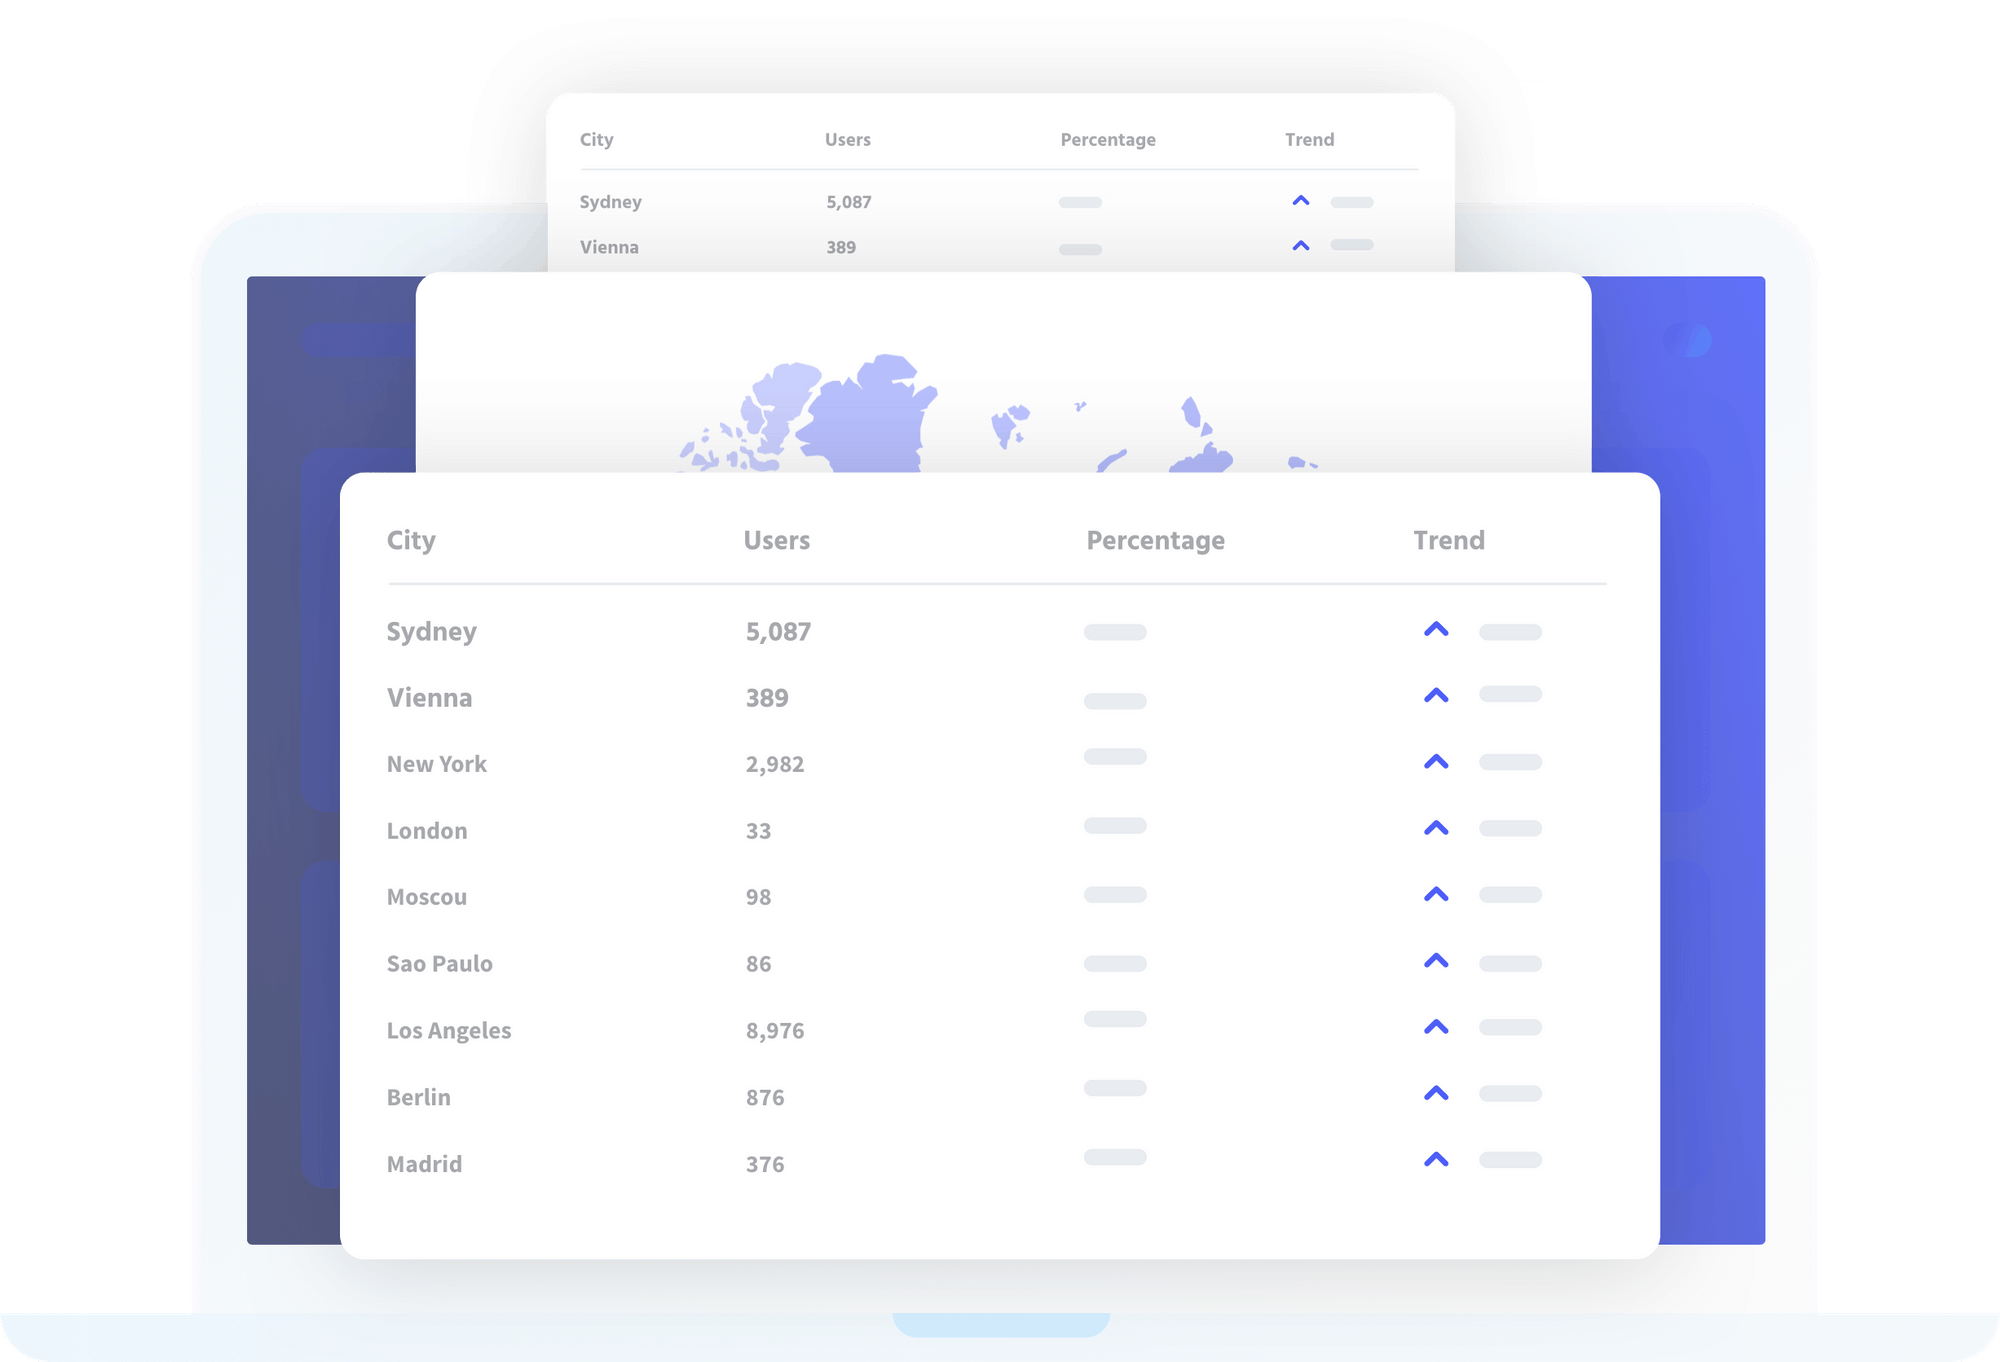 City Users Percentage Trend
Sydney 5,087
Vienna 389
City Users Percentage Trend
Sydney 5,087
Vienna 389
New York 2,982
London 33
Moscou 98
Sao Paulo 86
Los Angeles 8,976
Berlin 876
Madrid 376